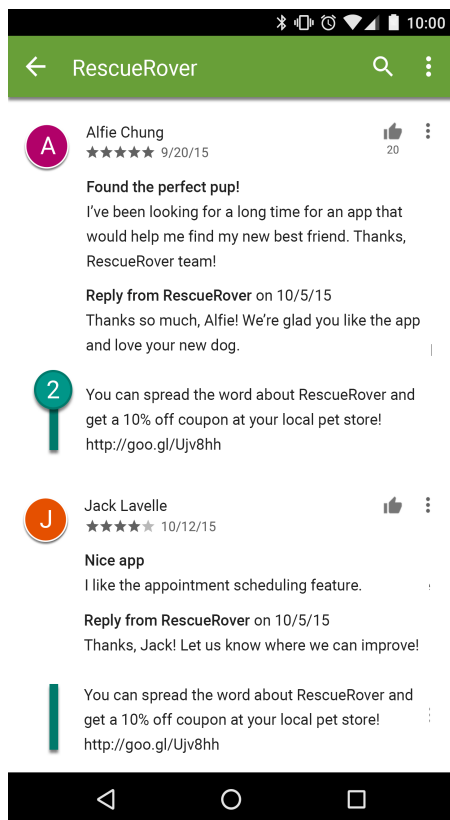 10:00
RescueRover
A
Alfie Chung
★★★★★ 9/20/15
20
Found the perfect pup!
I've been looking for a long time for an app that
would help me find my new best friend. Thanks,
RescueRover team!
Reply from RescueRover on 10/5/15
Thanks so much, Alfie! We're glad you like the app
and love your new dog.
2
You can spread the word about RescueRover and
get a 10% off coupon at your local pet store!
http://goo.gl/Ujv8hh
J
Jack Lavelle
★★★★★ 10/12/15
Nice app
I like the appointment scheduling feature.
Reply from RescueRover on 10/5/15
Thanks, Jack! Let us know where we can improve!
You can spread the word about RescueRover and
get a 10% off coupon at your local pet store!
http://goo.gl/Ujv8hh